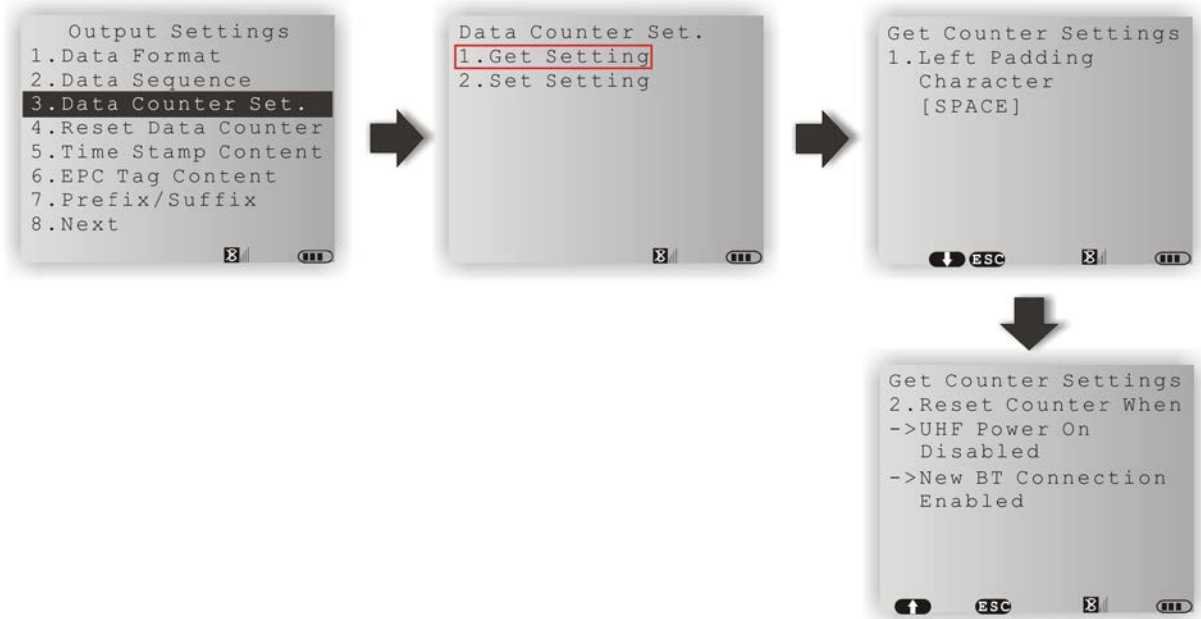 Output Settings
1.Data Format
2.Data Sequence
3.Data Counter Set.
4.Reset Data Counter
5.Time Stamp Content
6.EPC Tag Content
7.Prefix/Suffix
8.Next
Data Counter Set.
1.Get Setting
2.Set Setting
Get Counter Settings
1.Left Padding
Character
[SPACE]
ESC
Get Counter Settings
2.Reset Counter When
->UHF Power On
Disabled
->New BT Connection
Enabled
ESC